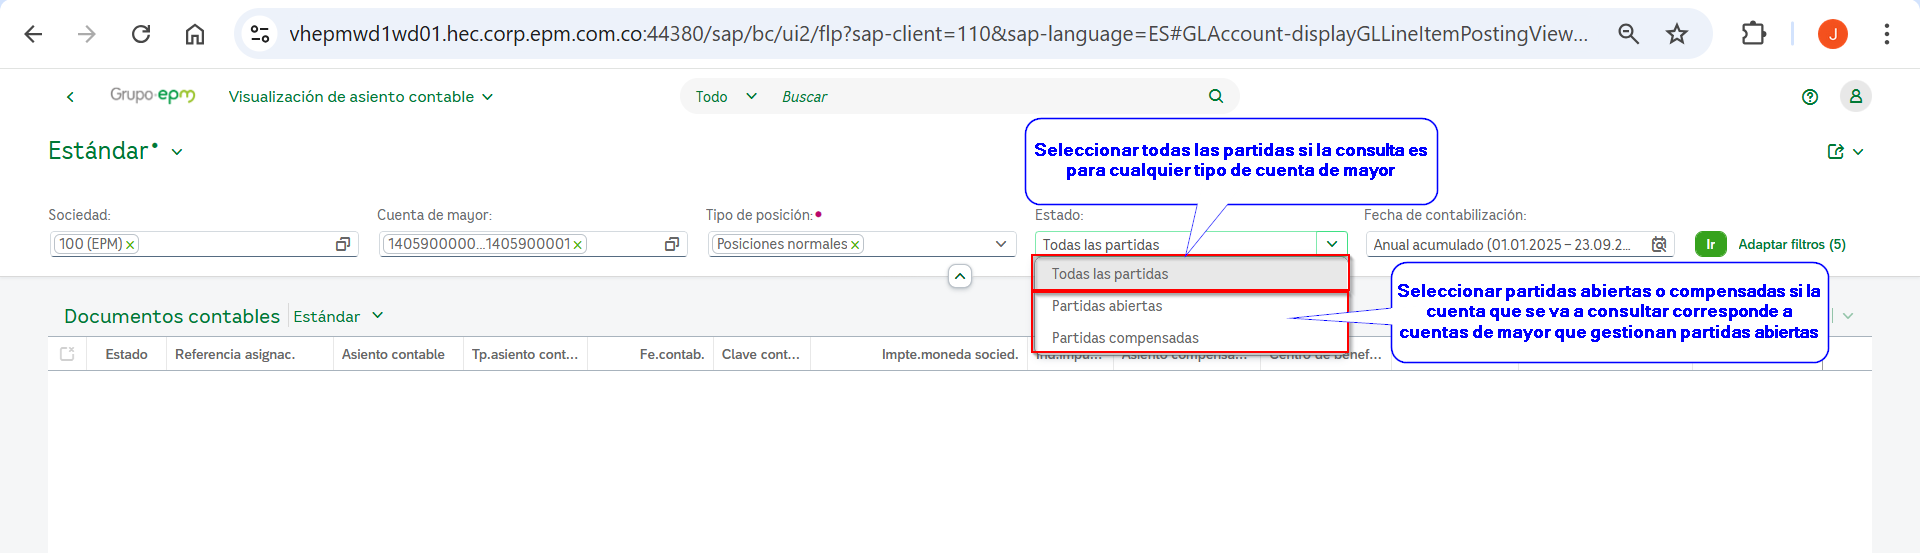 vhepmwd1wd01.hec.corp.epm.com.co:44380/sap/bc/ui2/flp?sap-client=110&sap-language=ES#GLAccount-displayGLLineItemPostingView...
J
Grupo·epm
Visualización de asiento contable
Todo
Buscar
Estándar*
Seleccionar todas las partidas si la consulta es
para cualquier tipo de cuenta de mayor
Sociedad:
Cuenta de mayor:
Tipo de posición:
Estado:
Fecha de contabilización:
100 (EPM)
1405900000...1405900001
Posiciones normales
Todas las partidas
Anual acumulado (01.01.2025 – 23.09.2...
Ir
Adaptar filtros (5)
Todas las partidas
Partidas abiertas
Partidas compensadas
Seleccionar partidas abiertas o compensadas si la
cuenta que se va a consultar corresponde a
cuentas de mayor que gestionan partidas abiertas
Documentos contables
Estándar
Estado
Referencia asignac.
Asiento contable
Tp.asiento cont...
Fe.contab.
Clave cont...
Impte.moneda socied.
Asiento compensa...
Centro de benef...